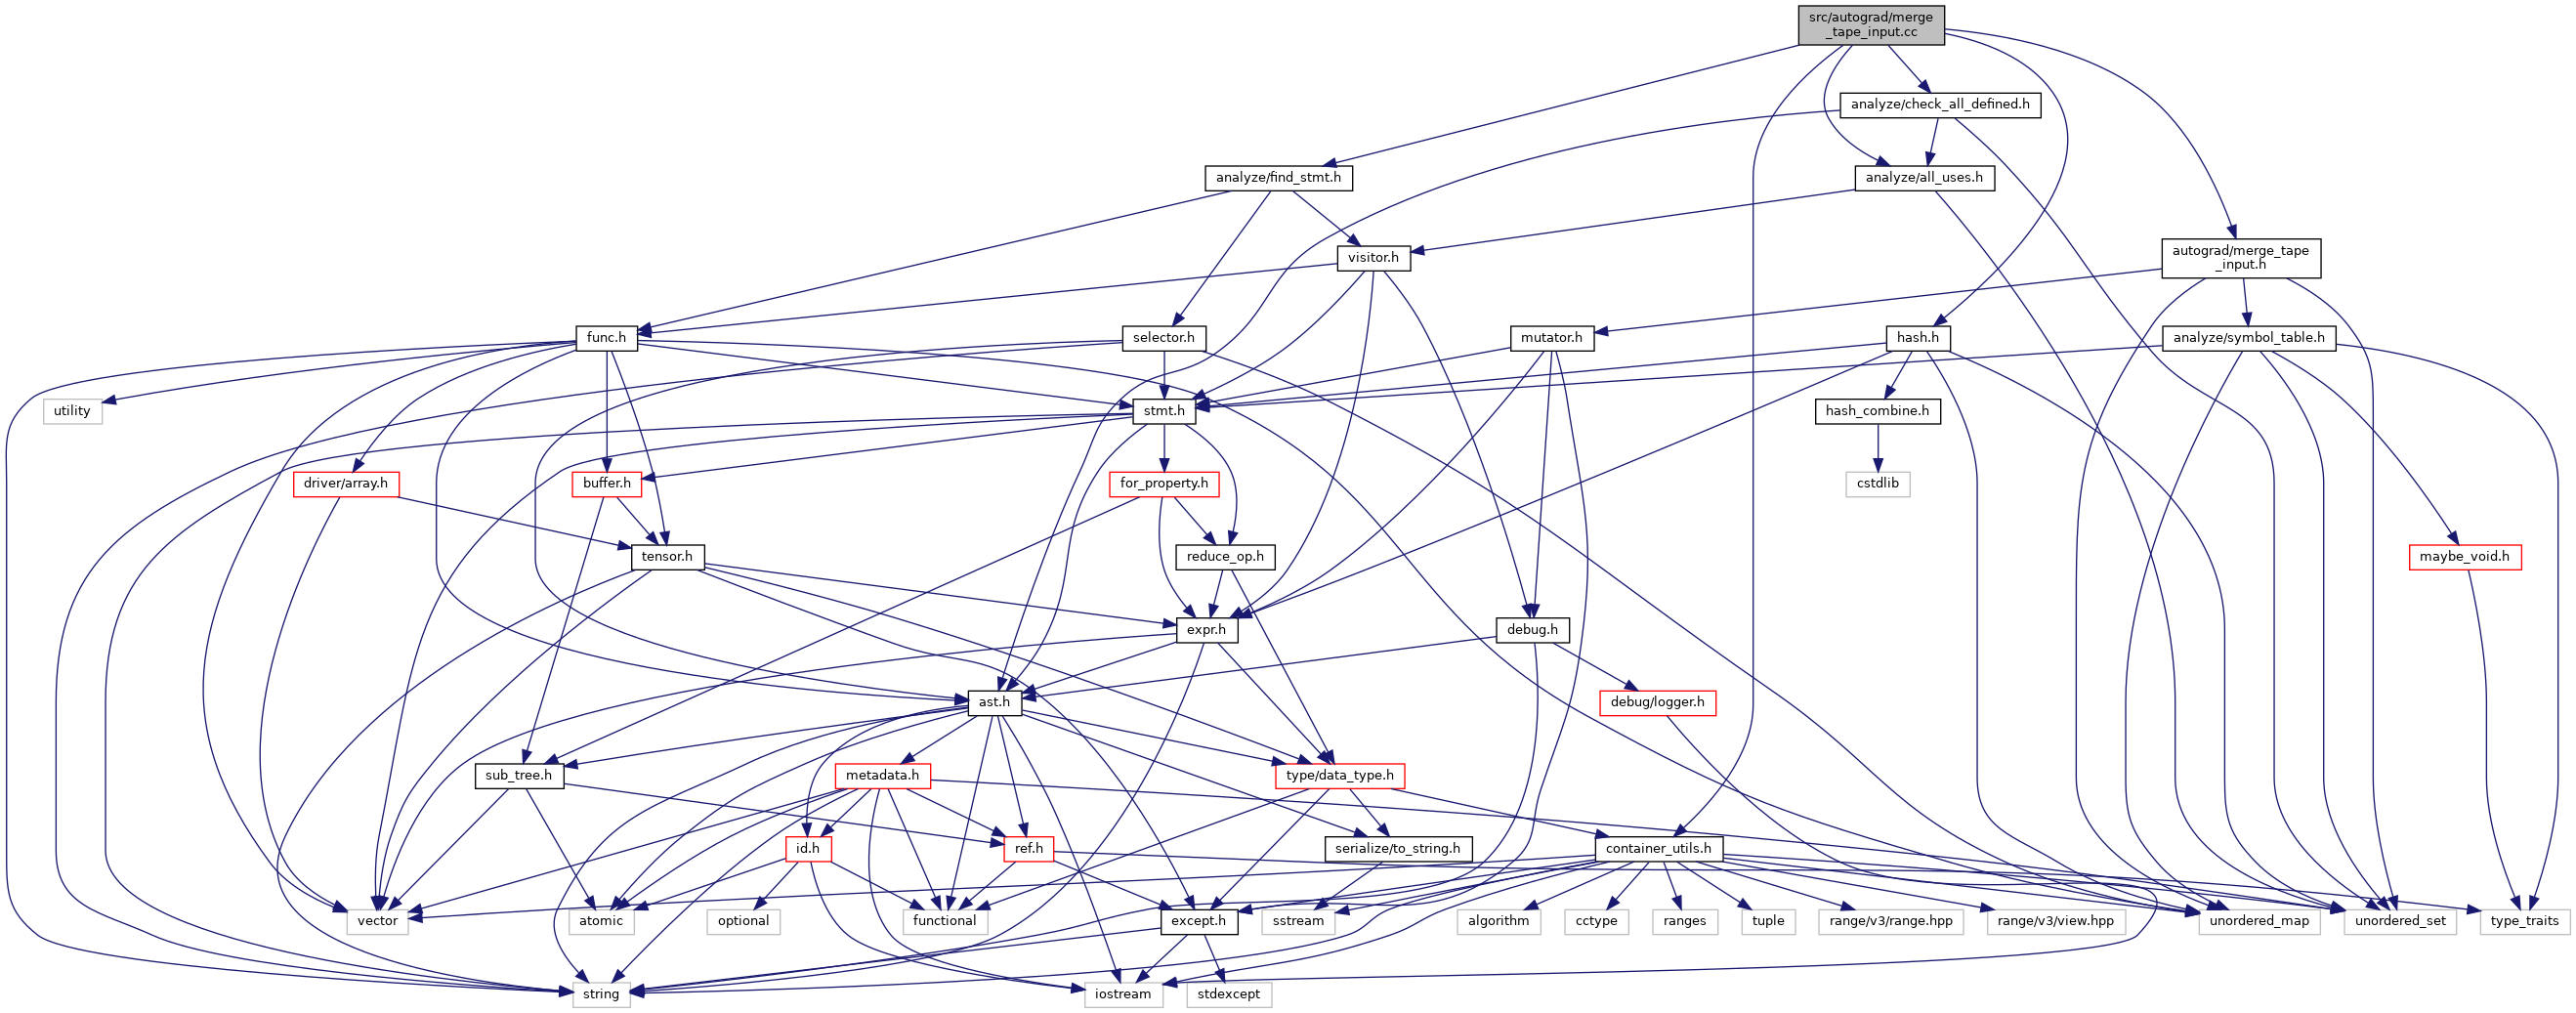 src/autograd/merge
_tape_input.cc
analyze/check_all_defined.h
analyze/find_stmt.h
analyze/all_uses.h
visitor.h
autograd/merge_tape
_input.h
func.h
selector.h
mutator.h
hash.h
analyze/symbol_table.h
utility
stmt.h
hash_combine.h
driver/array.h
buffer.h
for_property.h
cstdlib
tensor.h
reduce_op.h
maybe_void.h
expr.h
debug.h
ast.h
debug/logger.h
sub_tree.h
metadata.h
type/data_type.h
id.h
ref.h
serialize/to_string.h
container_utils.h
vector
atomic
optional
functional
except.h
sstream
algorithm
cctype
ranges
tuple
range/v3/range.hpp
range/v3/view.hpp
unordered_map
unordered_set
type_traits
string
iostream
stdexcept